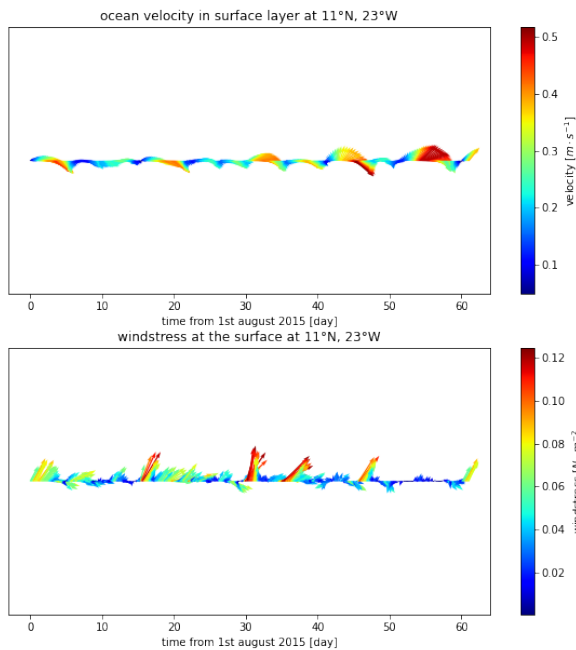 ocean velocity in surface layer at 11°N, 23°W
0.5
0.4
0.3
0.2
0.1
velocity [m · s⁻¹]
0 10 20 30 40 50 60
time from 1st august 2015 [day]
windstress at the surface at 11°N, 23°W
0.12
0.10
0.08
0.06
0.04
0.02
windstress [N m⁻²]
0 10 20 30 40 50 60
time from 1st august 2015 [day]